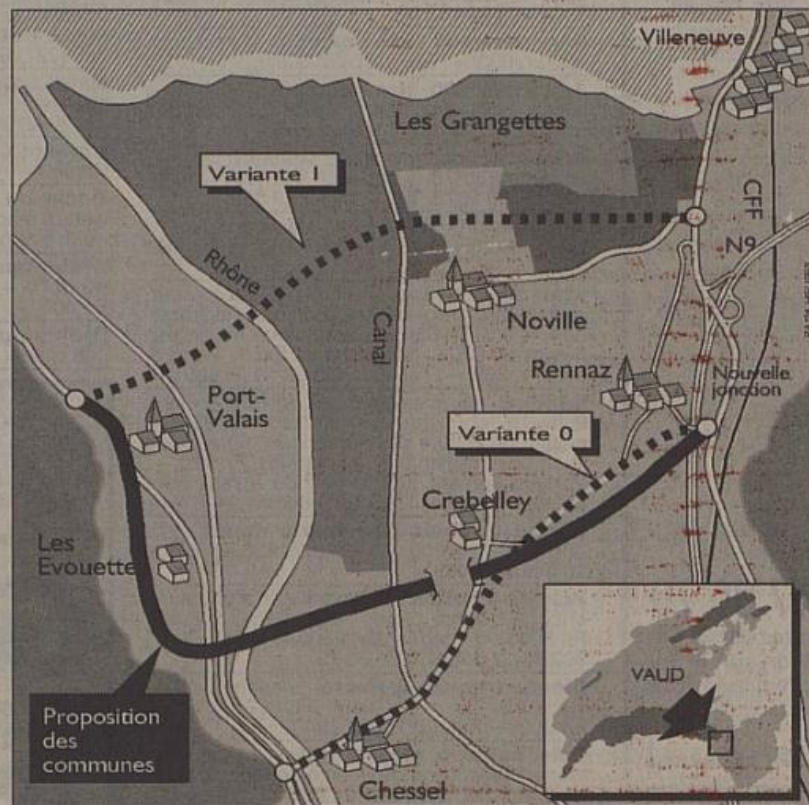 Villeneuve
Les Grangettes
Variante 1
CFF
N9
Rhône
Canal
Noville
Rennaz
Nouvelle
jonction
Port-
Valais
Variante 0
Crebelley
Les
Evouette
VAUD
Proposition
des
communes
Chessel